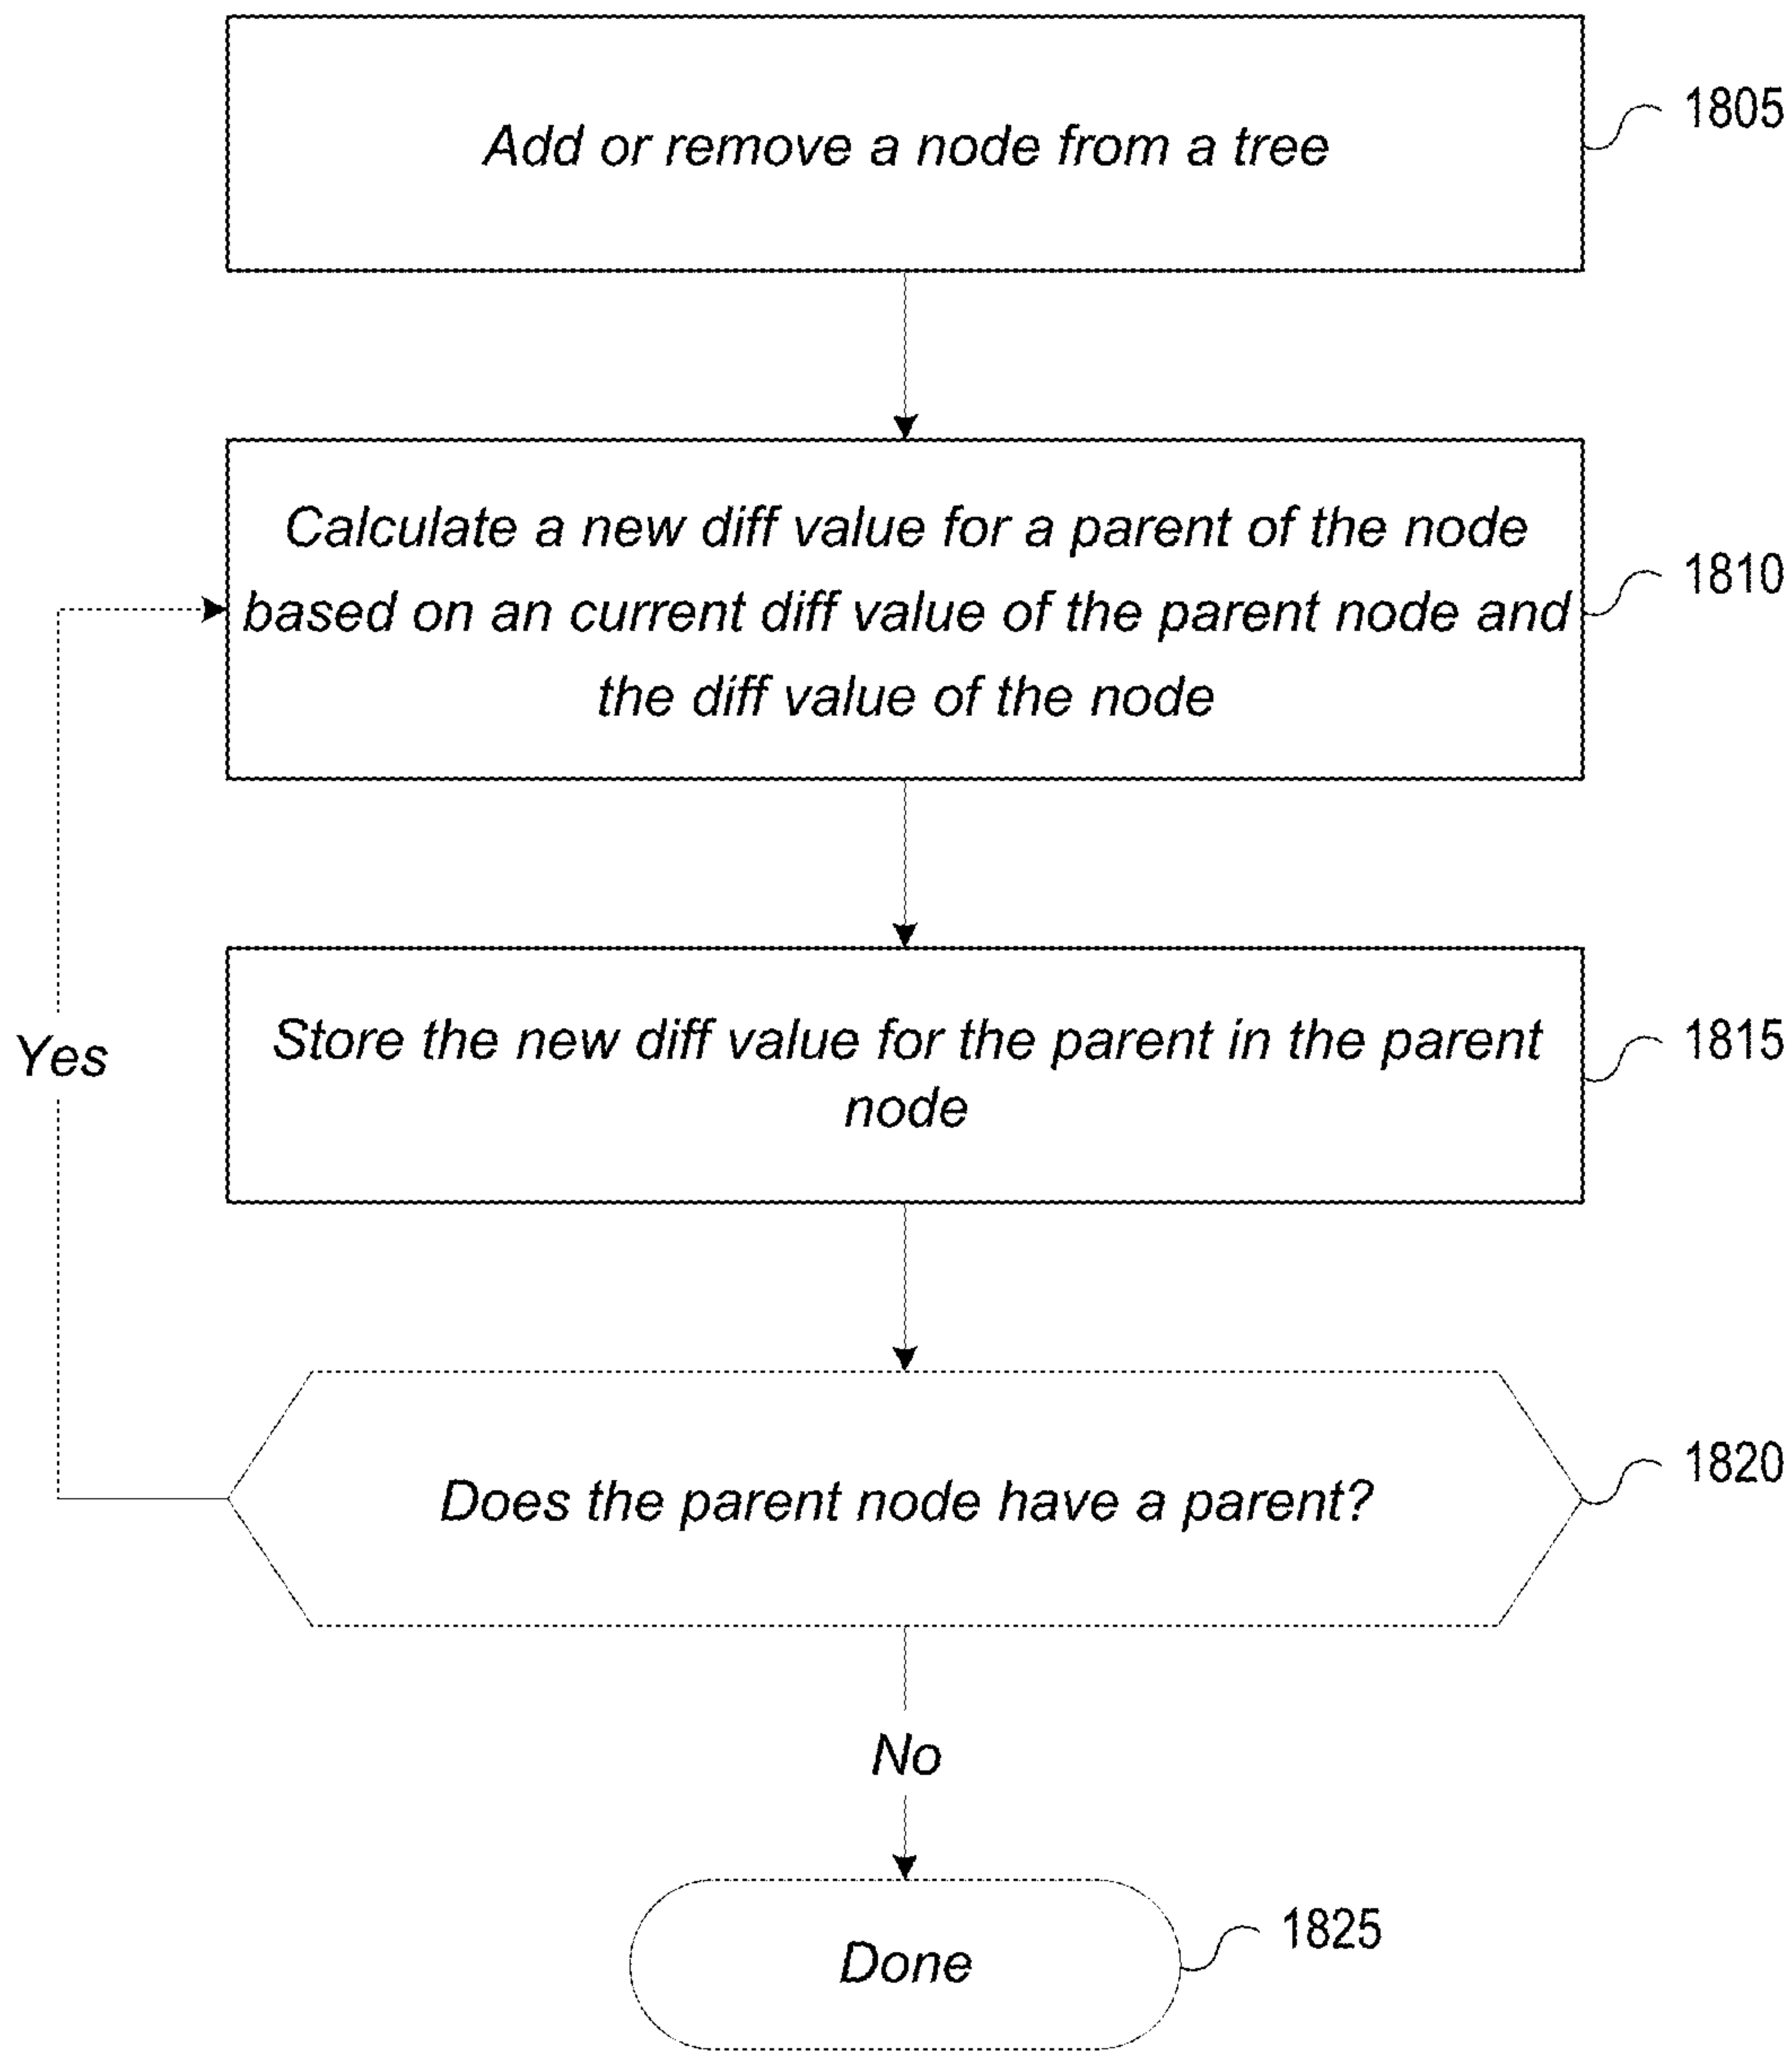 Add or remove a node from a tree
1805
Calculate a new diff value for a parent of the node
based on an current diff value of the parent node and
the diff value of the node
1810
Store the new diff value for the parent in the parent
node
1815
Yes
Does the parent node have a parent?
1820
No
Done
1825